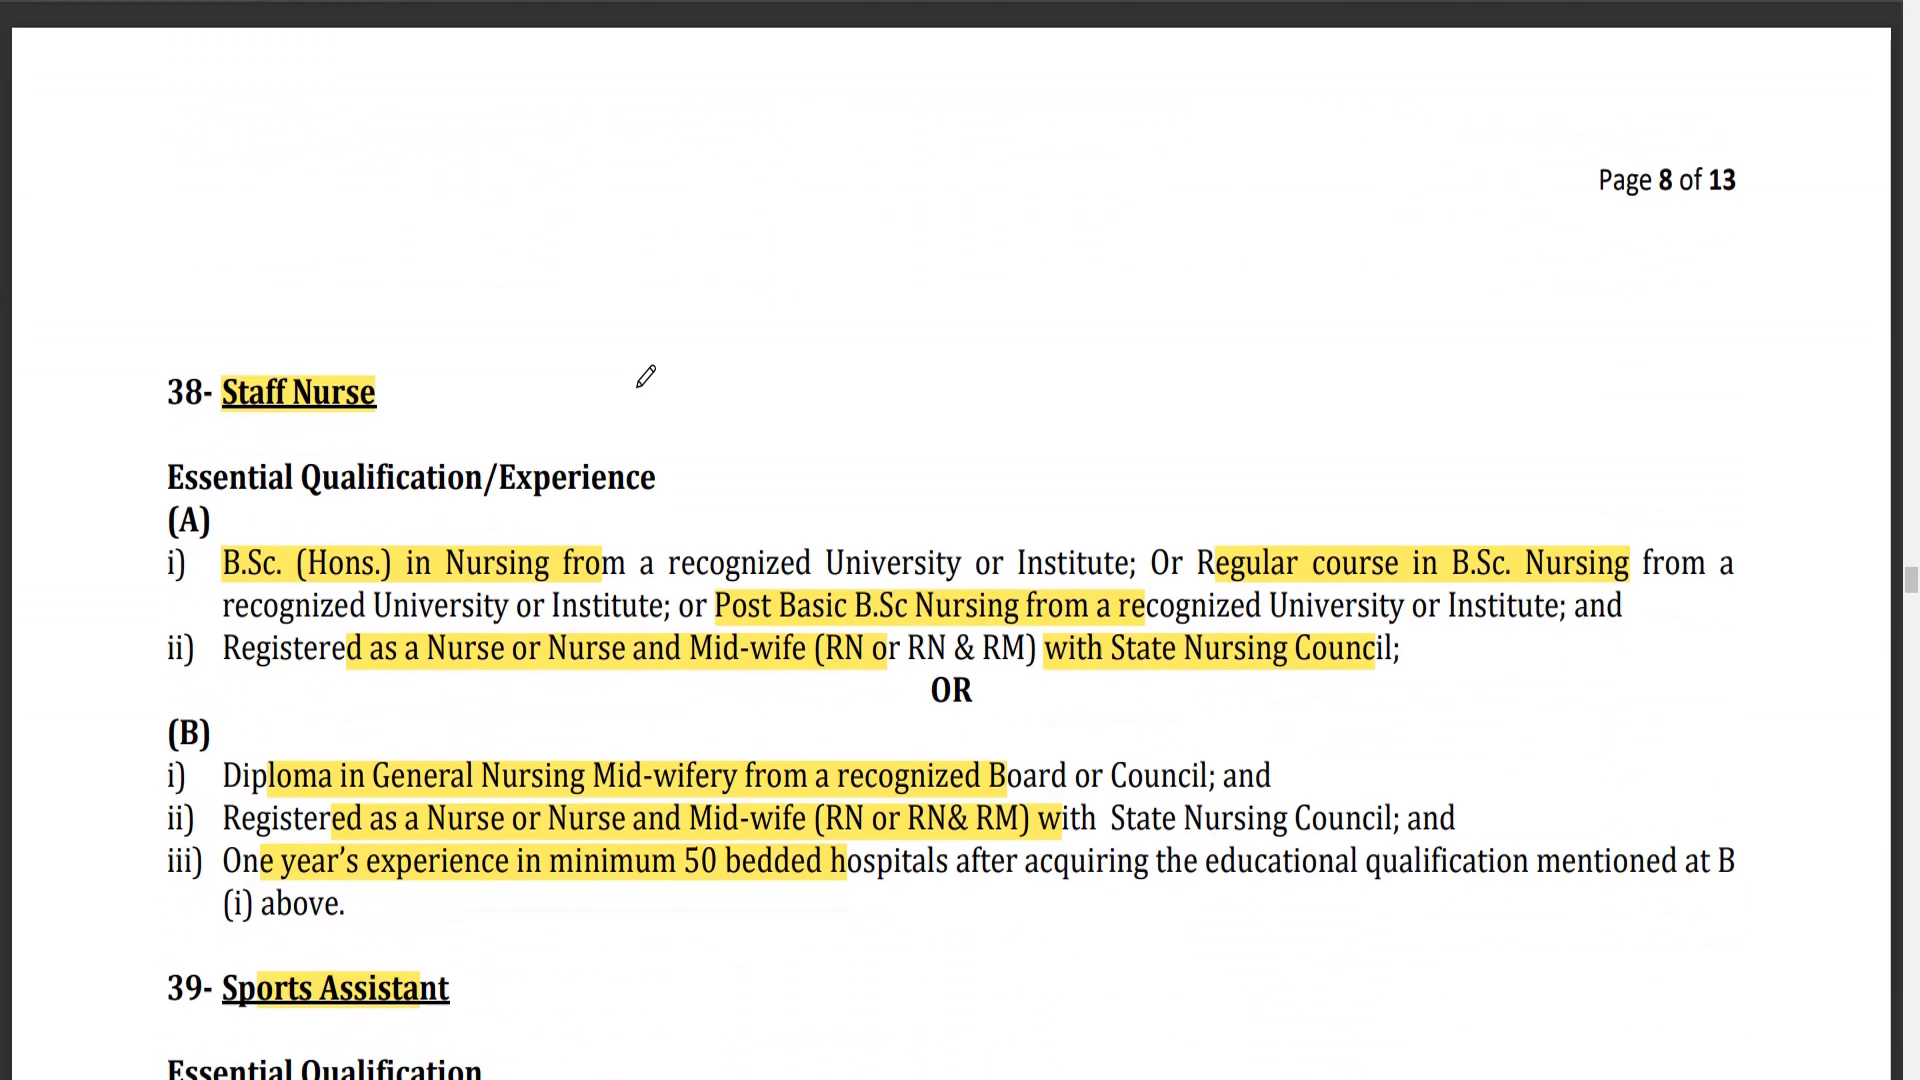 Page 8 of 13
38- Staff Nurse
Essential Qualification/Experience
(A)
i) B.Sc. (Hons.) in Nursing from a recognized University or Institute; Or Regular course in B.Sc. Nursing from a
recognized University or Institute; or Post Basic B.Sc Nursing from a recognized University or Institute; and
ii) Registered as a Nurse or Nurse and Mid-wife (RN or RN & RM) with State Nursing Council;
OR
(B)
i) Diploma in General Nursing Mid-wifery from a recognized Board or Council; and
ii) Registered as a Nurse or Nurse and Mid-wife (RN or RN& RM) with State Nursing Council; and
iii) One year’s experience in minimum 50 bedded hospitals after acquiring the educational qualification mentioned at B
(i) above.
39- Sports Assistant
Essential Qualification